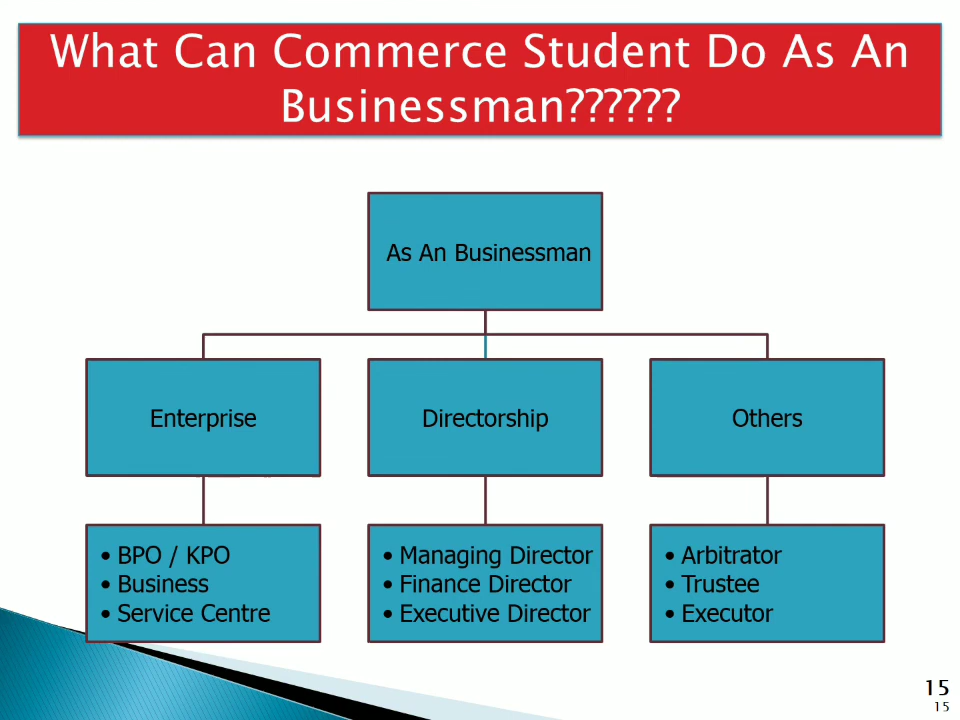 What Can Commerce Student Do As An
Businessman??????
As An Businessman
Enterprise
Directorship
Others
• BPO / KPO
• Business
• Service Centre
• Managing Director
• Finance Director
• Executive Director
• Arbitrator
• Trustee
• Executor
15
15